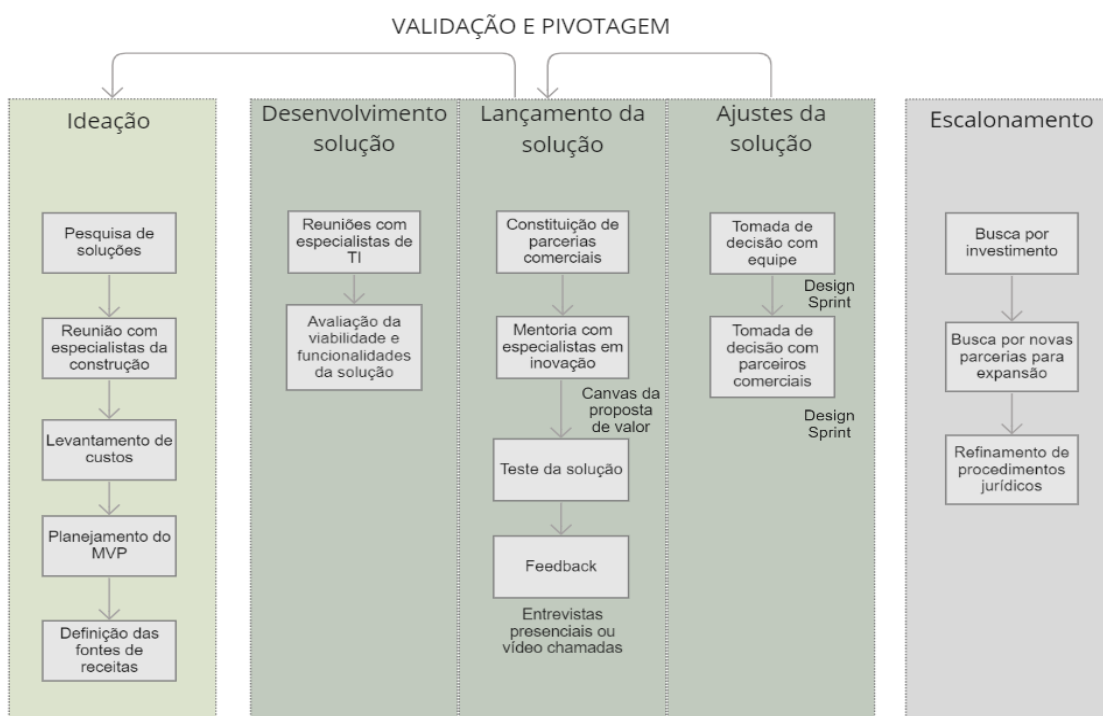 VALIDAÇÃO E PIVOTAGEM
Ideação
Pesquisa de
soluções
Reunião com
especialistas da
construção
Levantamento de
custos
Planejamento do
MVP
Definição das
fontes de
receitas
Desenvolvimento
solução
Reuniões com
especialistas de
TI
Avaliação da
viabilidade e
funcionalidades
da solução
Lançamento da
solução
Constituição de
parcerias
comerciais
Mentoria com
especialistas em
inovação
Canvas da
proposta
de valor
Teste da solução
Feedback
Entrevistas
presenciais ou
vídeo chamadas
Ajustes da
solução
Tomada de
decisão com
equipe
Design
Sprint
Tomada de
decisão com
parceiros
comerciais
Design
Sprint
Escalonamento
Busca por
investimento
Busca por novas
parcerias para
expansão
Refinamento de
procedimentos
jurídicos